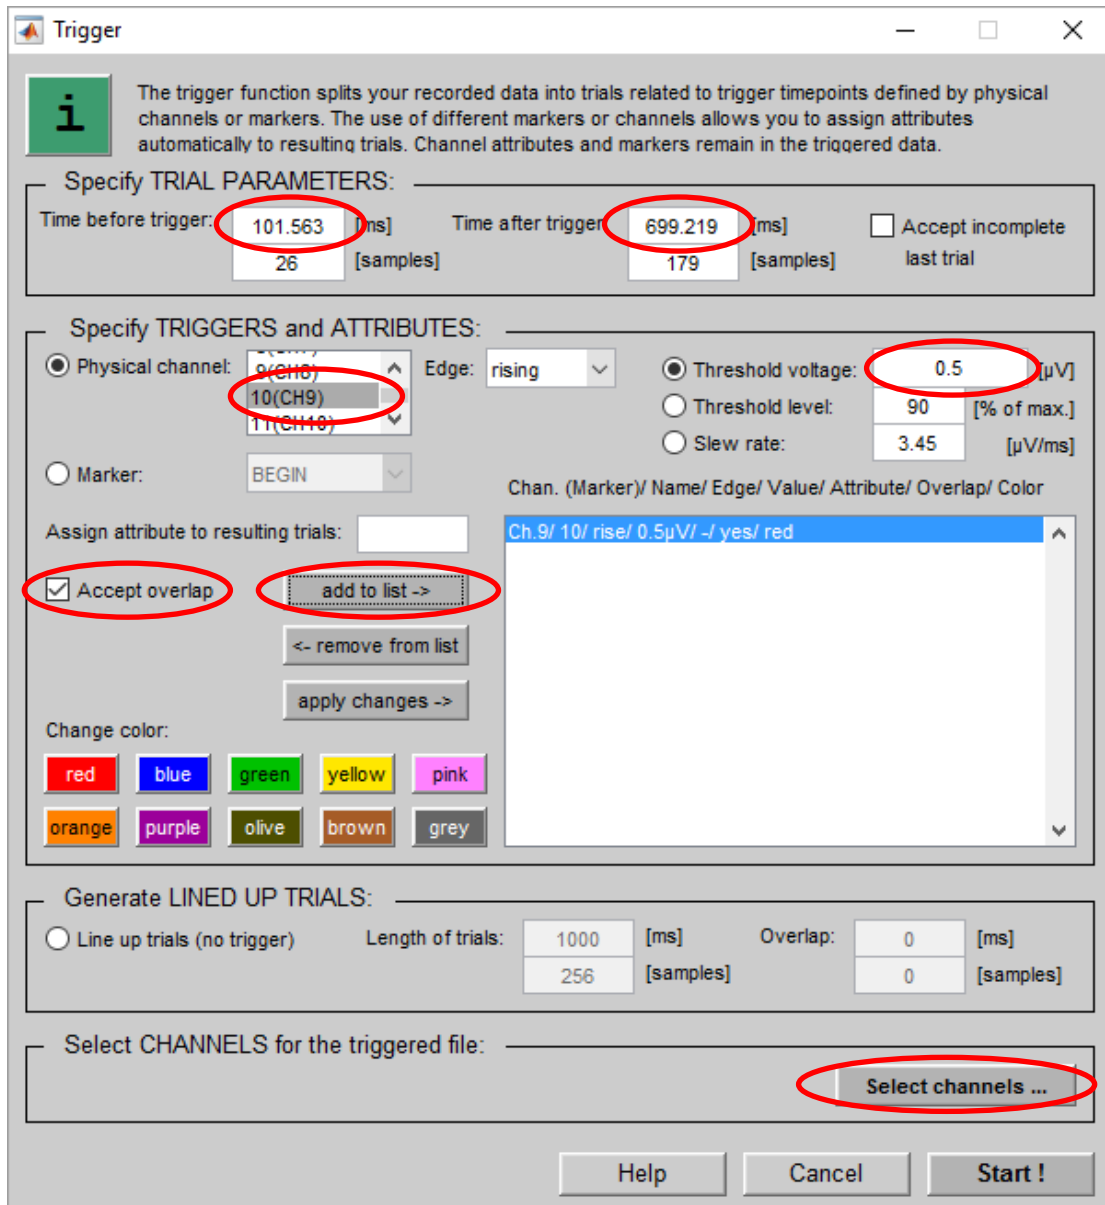 Trigger
i
The trigger function splits your recorded data into trials related to trigger timepoints defined by physical
channels or markers. The use of different markers or channels allows you to assign attributes
automatically to resulting trials. Channel attributes and markers remain in the triggered data.
Specify TRIAL PARAMETERS:
Time before trigger: 101.563 [ms] Time after trigger 699.219 [ms] Accept incomplete
26 [samples] 179 [samples] last trial
Specify TRIGGERS and ATTRIBUTES:
Physical channel: 9(CH8) Edge: rising Threshold voltage: 0.5 [µV]
10(CH9) Threshold level: 90 [% of max.]
11(CH10) Slew rate: 3.45 [µV/ms]
Marker: BEGIN
Chan. (Marker)/ Name/ Edge/ Value/ Attribute/ Overlap/ Color
Assign attribute to resulting trials: Ch.9/ 10/ rise/ 0.5µV/ -/ yes/ red
Accept overlap add to list ->
<- remove from list
apply changes ->
Change color:
red blue green yellow pink
orange purple olive brown grey
Generate LINED UP TRIALS:
Line up trials (no trigger) Length of trials: 1000 [ms] Overlap: 0 [ms]
256 [samples] 0 [samples]
Select CHANNELS for the triggered file:
Select channels ...
Help Cancel Start !